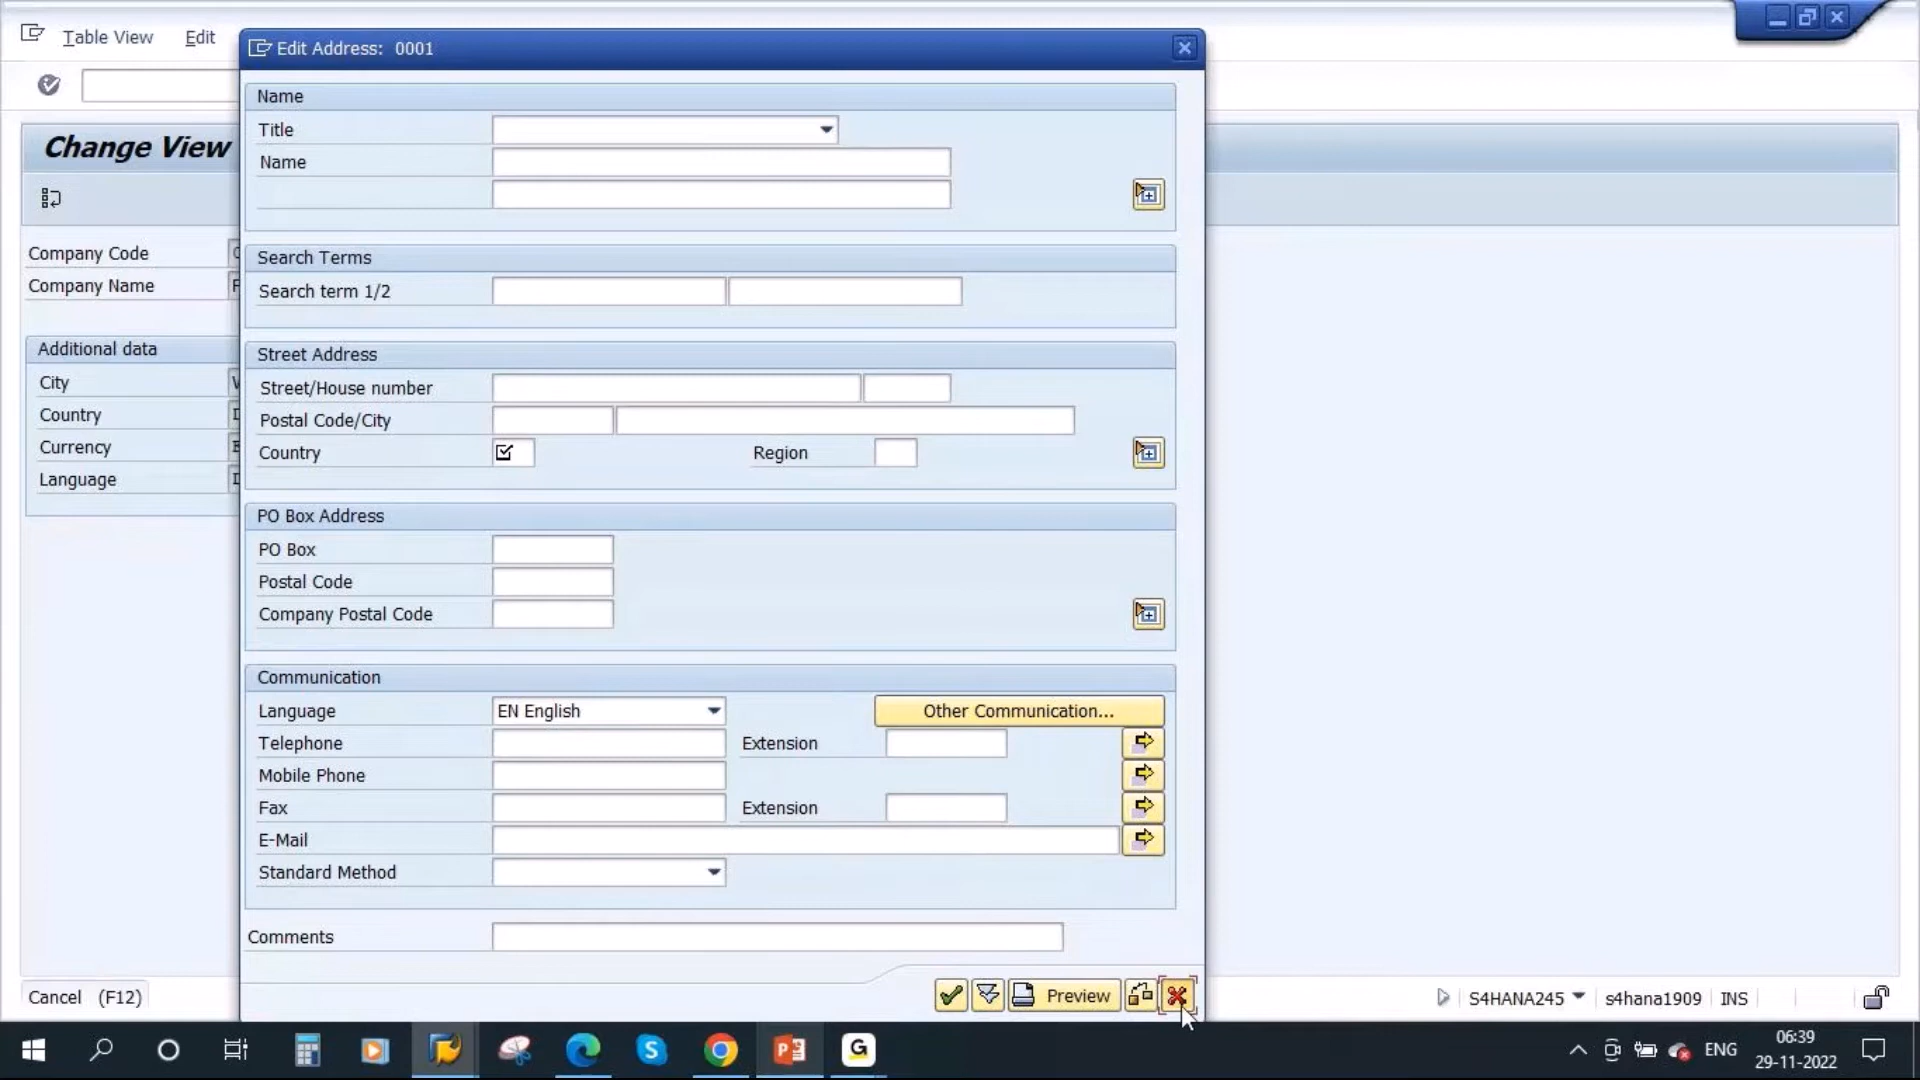 Table View Edit
Edit Address: 0001
Change View
Name
Title
Name
Search Terms
Search term 1/2
Street Address
Street/House number
Postal Code/City
Country Region
PO Box Address
PO Box
Postal Code
Company Postal Code
Communication
Language EN English Other Communication...
Telephone Extension
Mobile Phone
Fax Extension
E-Mail
Standard Method
Comments
Preview
Company Code
Company Name
Additional data
City
Country
Currency
Language
Cancel (F12)
S4HANA245 s4hana1909 INS
ENG
06:39
29-11-2022